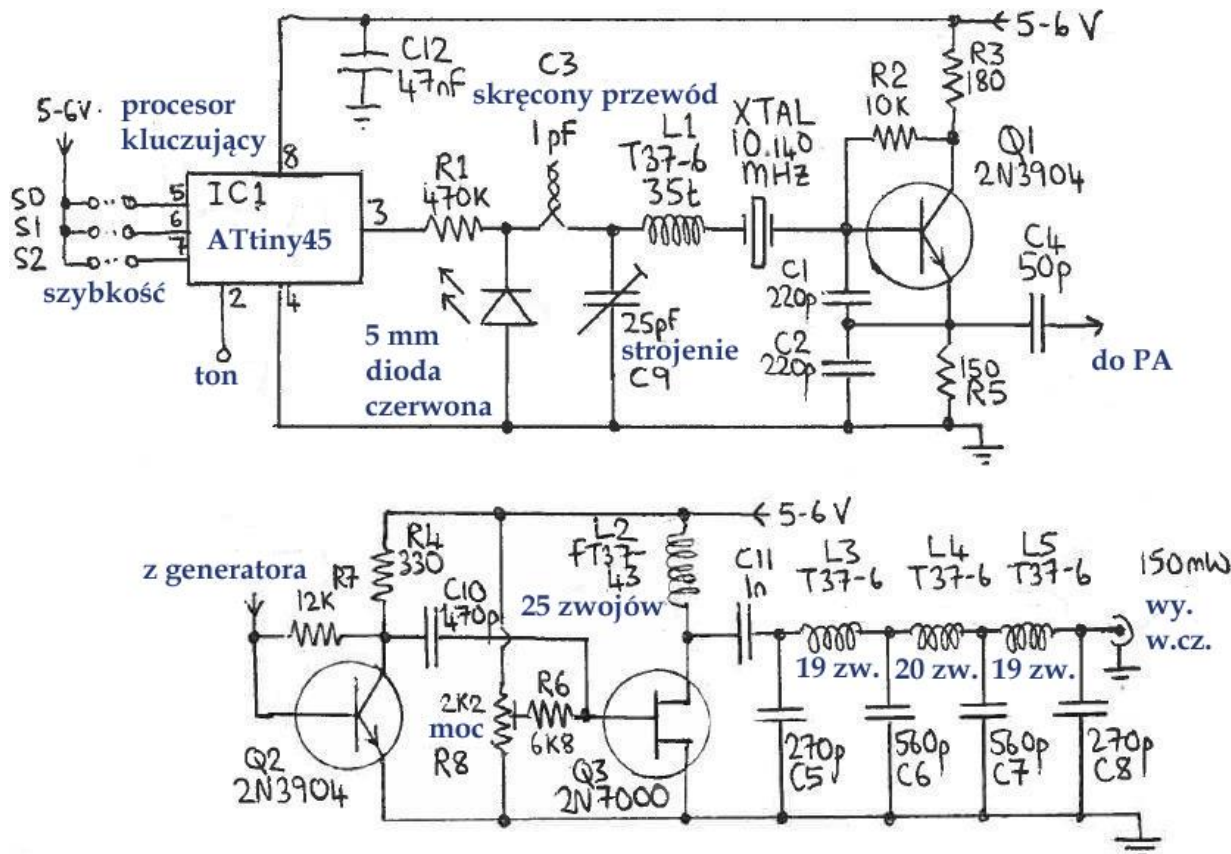 5-6 V
C12
47nF
C3
skręcony przewód
1pF
R3
180
R2
10K
5-6V.
procesor
kluczujący
8
XTAL
10.140
MHz
L1
T37-6
35t
Q1
2N3904
R1
470K
S0
S1
S2
5
6
7
IC1
ATtiny45
3
szybkość
2
4
ton
5 mm
dioda
czerwona
25pF
strojenie
C9
C1
220p
C2
220p
C4
50p
150
R5
do PA
5-6V
z generatora
R4
330
R7
12K
C10
470p
L2
FT37-
43
25 zwojów
C11
1n
L3
T37-6
L4
T37-6
L5
T37-6
150mW
wy.
w.cz.
19 zw.
20 zw.
19 zw.
2K2
moc
R8
R6
6K8
Q2
2N3904
Q3
2N7000
270p
C5
560p
C6
560p
C7
270p
C8